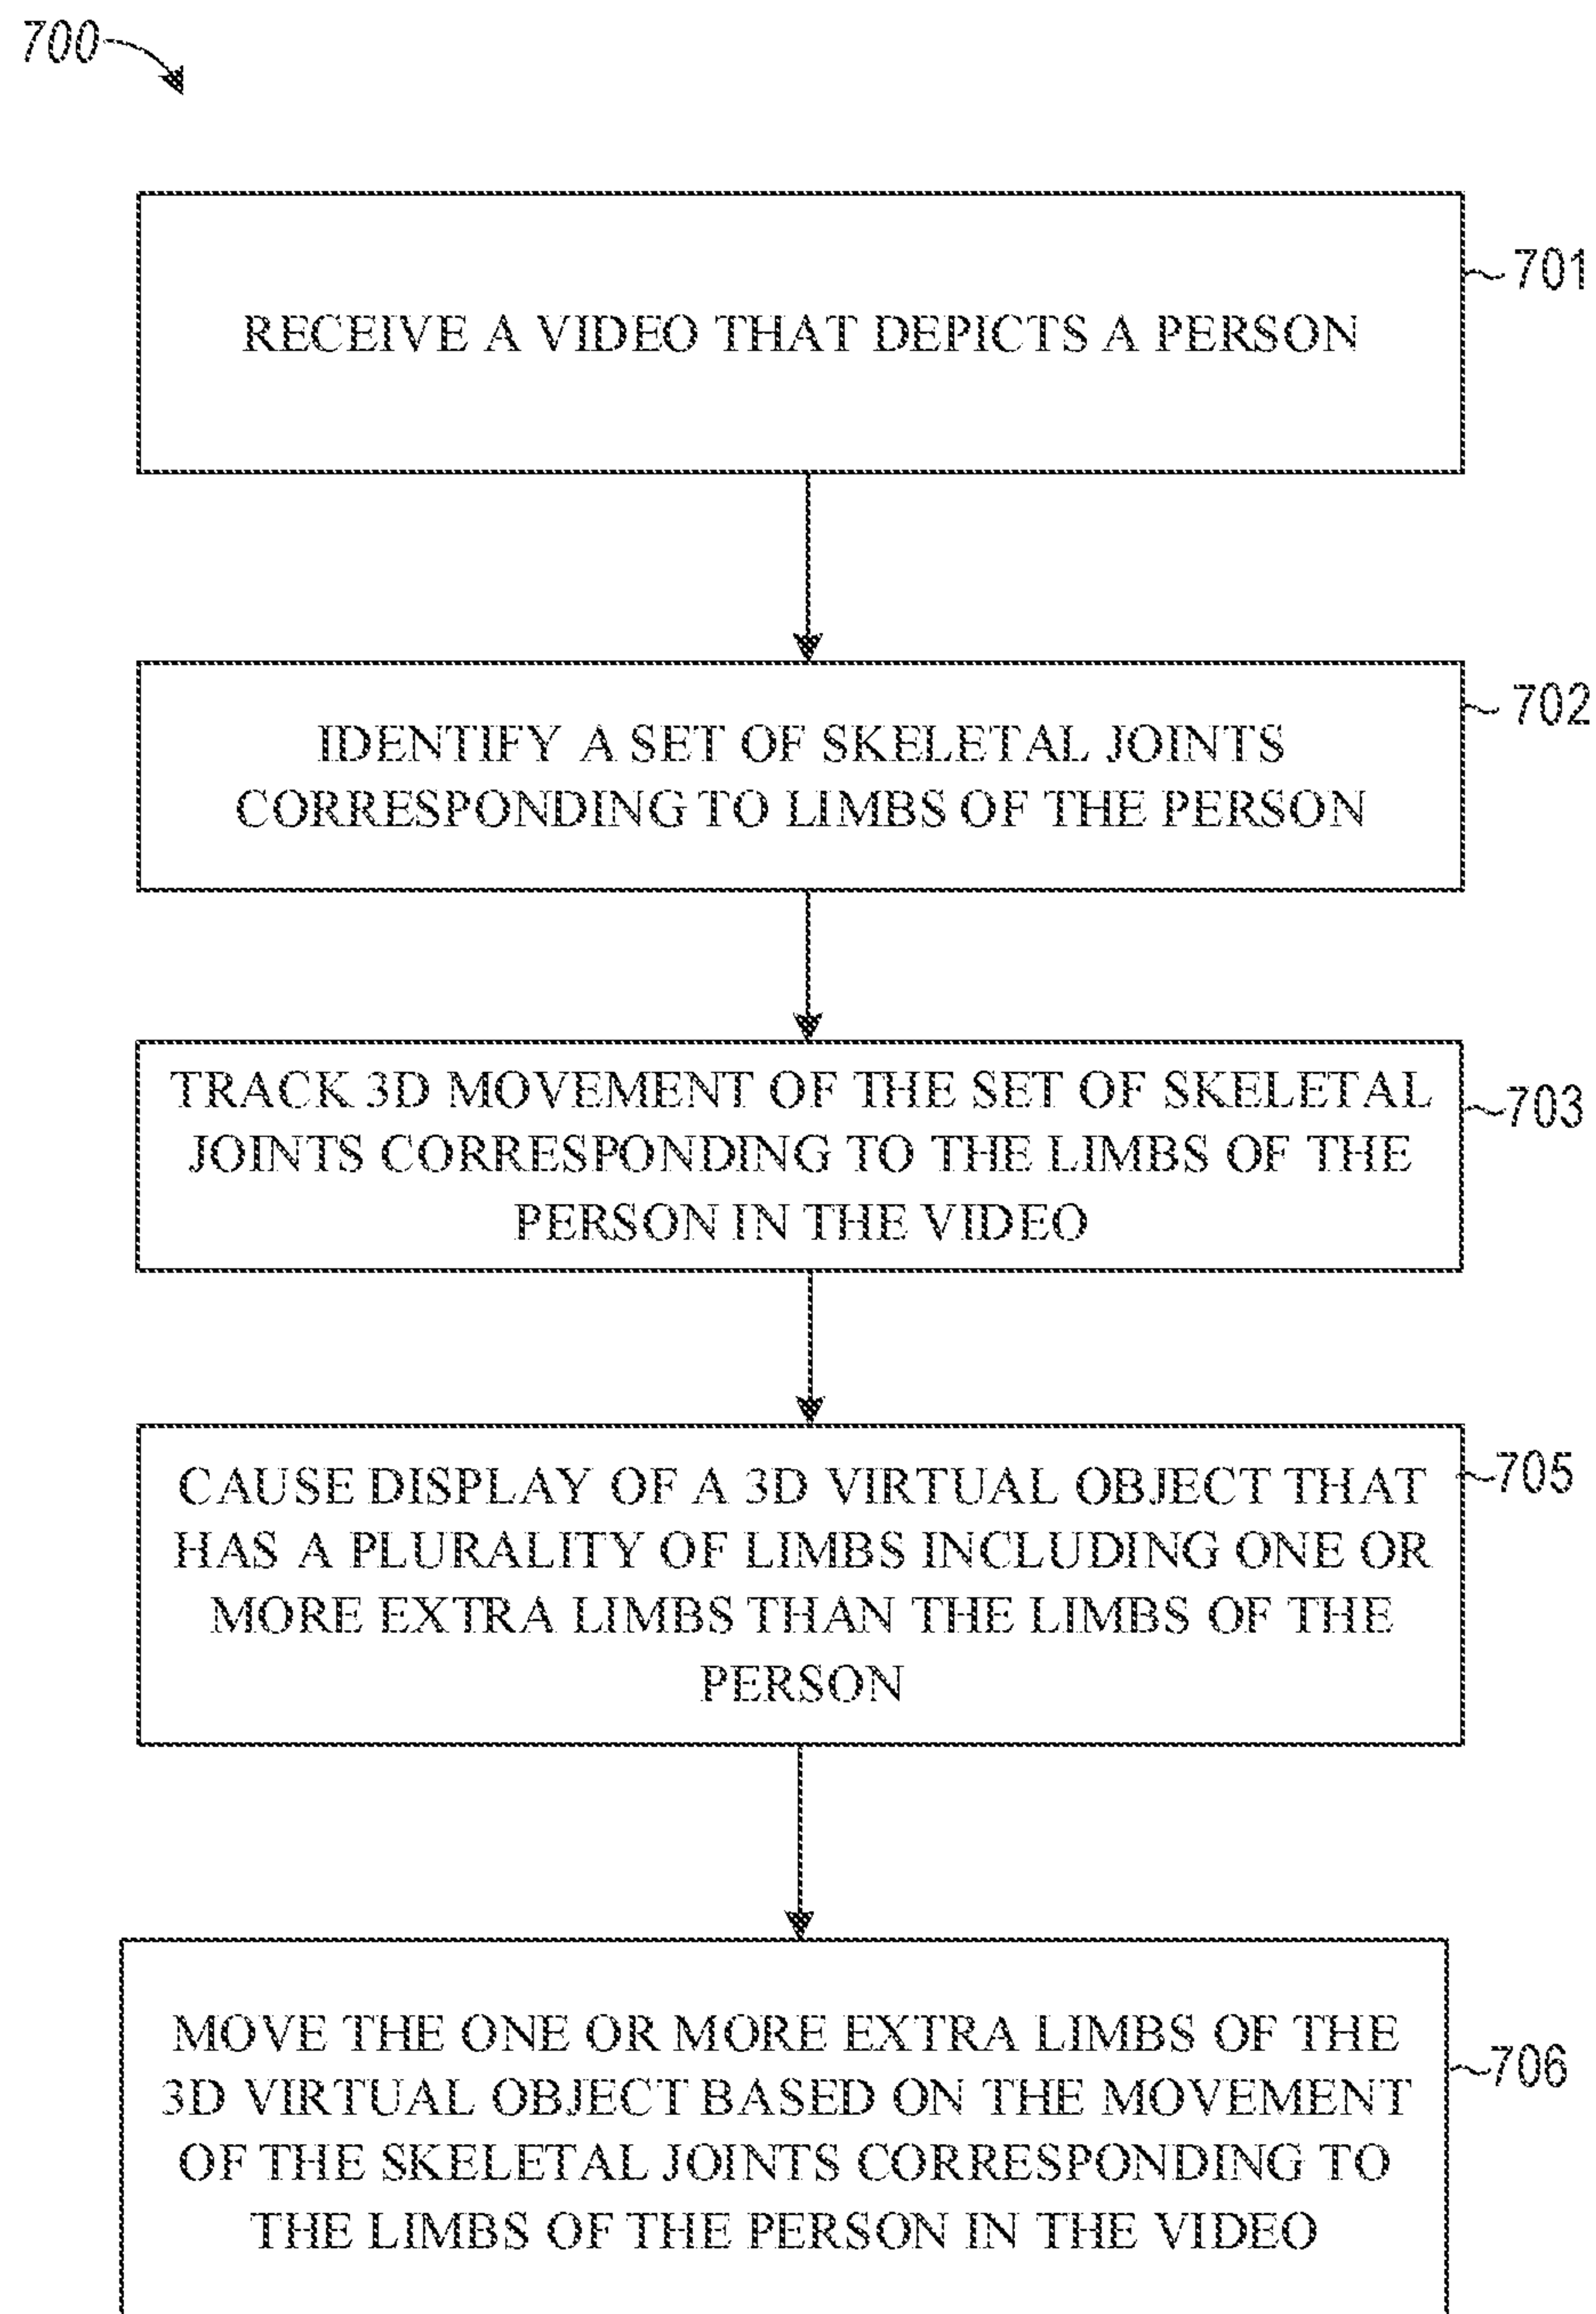 700
RECEIVE A VIDEO THAT DEPICTS A PERSON
701
IDENTIFY A SET OF SKELETAL JOINTS
CORRESPONDING TO LIMBS OF THE PERSON
702
TRACK 3D MOVEMENT OF THE SET OF SKELETAL
JOINTS CORRESPONDING TO THE LIMBS OF THE
PERSON IN THE VIDEO
703
CAUSE DISPLAY OF A 3D VIRTUAL OBJECT THAT
HAS A PLURALITY OF LIMBS INCLUDING ONE OR
MORE EXTRA LIMBS THAN THE LIMBS OF THE
PERSON
705
MOVE THE ONE OR MORE EXTRA LIMBS OF THE
3D VIRTUAL OBJECT BASED ON THE MOVEMENT
OF THE SKELETAL JOINTS CORRESPONDING TO
THE LIMBS OF THE PERSON IN THE VIDEO
706